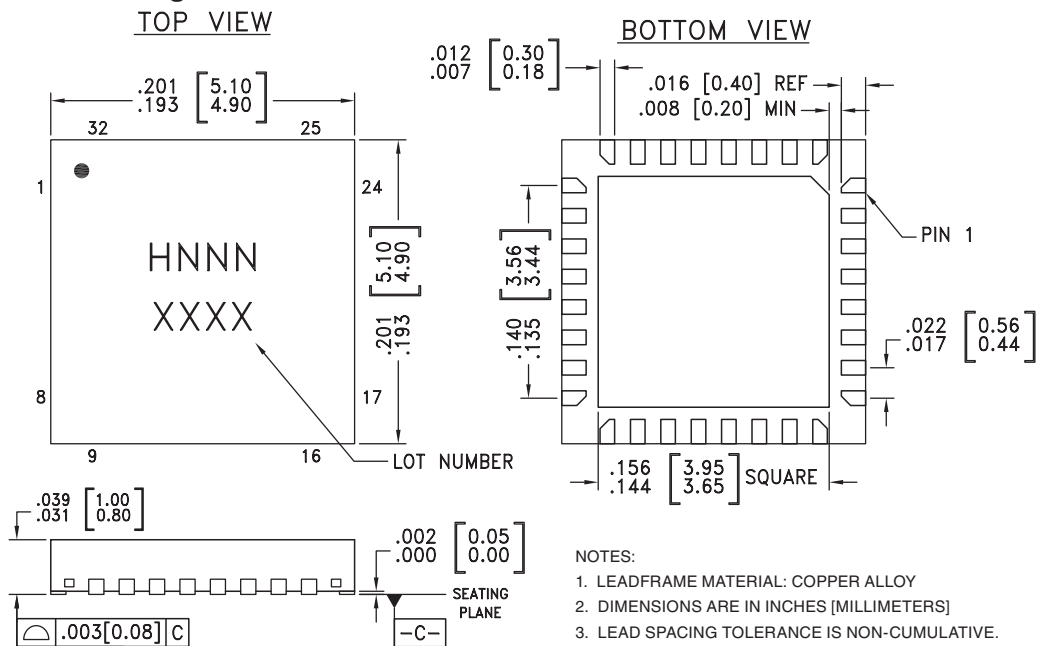 TOP VIEW
.201 [5.10]
.193 [4.90]
32 25
1 24
HNNN
XXXX
[5.10]
[4.90]
.201
.193
8 17
9 16
LOT NUMBER
BOTTOM VIEW
.012 [0.30]
.007 [0.18]
.016 [0.40] REF
.008 [0.20] MIN
PIN 1
[3.56]
[3.44]
.140
.135
.022 [0.56]
.017 [0.44]
.156 [3.95] SQUARE
.144 [3.65]
.039 [1.00]
.031 [0.80]
.002 [0.05]
.000 [0.00]
SEATING
PLANE
.003[0.08] C
-C-
NOTES:
1. LEADFRAME MATERIAL: COPPER ALLOY
2. DIMENSIONS ARE IN INCHES [MILLIMETERS]
3. LEAD SPACING TOLERANCE IS NON-CUMULATIVE.